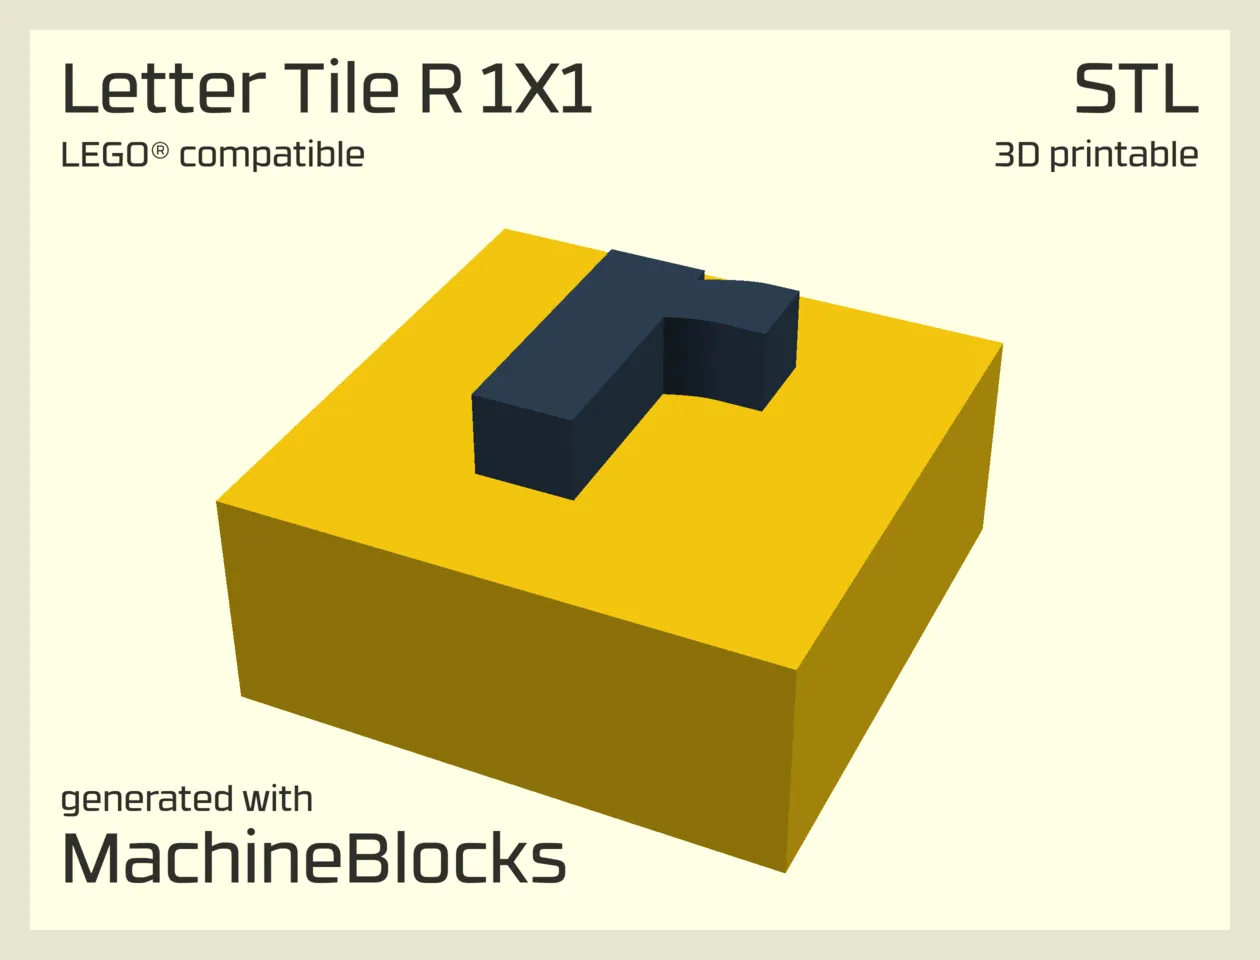 Letter Tile R 1X1
LEGO® compatible
STL
3D printable
r
generated with
MachineBlocks